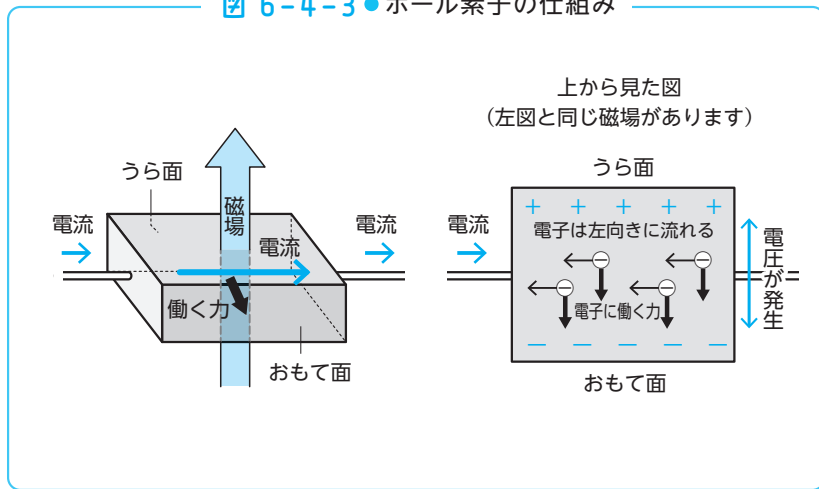 図 6-4-3 ● ホール素子の仕組み
上から見た図
（左図と同じ磁場があります）
うら面
電流
磁場
電流
電流
働く力
おもて面
うら面
電流
＋ ＋ ＋ ＋ ＋
電子は左向きに流れる
− − − −
電子に働く力
− − − − −
電圧が発生
おもて面